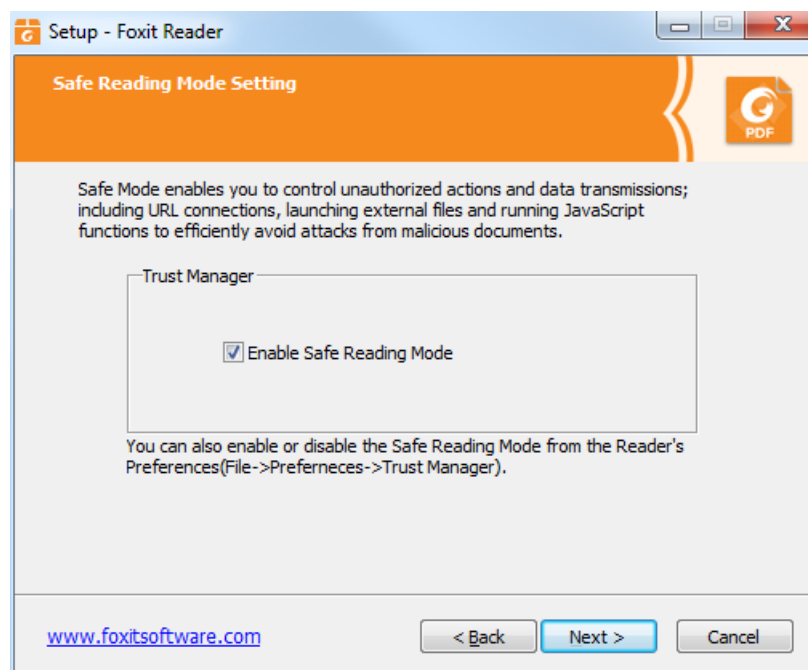 Setup - Foxit Reader
Safe Reading Mode Setting
PDF
Safe Mode enables you to control unauthorized actions and data transmissions;
including URL connections, launching external files and running JavaScript
functions to efficiently avoid attacks from malicious documents.
Trust Manager
Enable Safe Reading Mode
You can also enable or disable the Safe Reading Mode from the Reader's
Preferences(File->Preferneces->Trust Manager).
www.foxitsoftware.com
< Back
Next >
Cancel